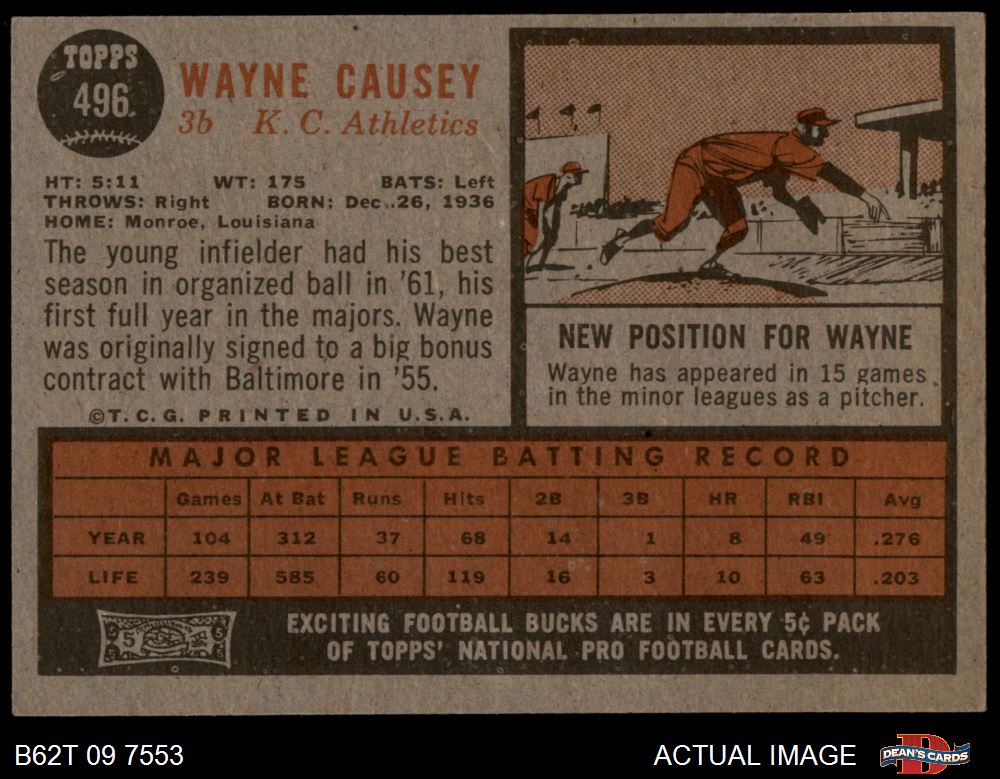 TOPPS
496
WAYNE CAUSEY
3b K. C. Athletics
HT: 5:11 WT: 175 BATS: Left
THROWS: Right BORN: Dec. 26, 1936
HOME: Monroe, Louisiana
The young infielder had his best
season in organized ball in '61, his
first full year in the majors. Wayne
was originally signed to a big bonus
contract with Baltimore in '55.
©T.C.G. PRINTED IN U.S.A.
NEW POSITION FOR WAYNE
Wayne has appeared in 15 games
in the minor leagues as a pitcher.
MAJOR LEAGUE BATTING RECORD
Games At Bat Runs Hits 2B 3B HR RBI Avg
YEAR 104 312 37 68 14 1 8 49 .276
LIFE 239 585 60 119 16 3 10 63 .203
5 5
EXCITING FOOTBALL BUCKS ARE IN EVERY 5¢ PACK
OF TOPPS' NATIONAL PRO FOOTBALL CARDS.
B62T 09 7553
ACTUAL IMAGE
DEAN'S CARDS